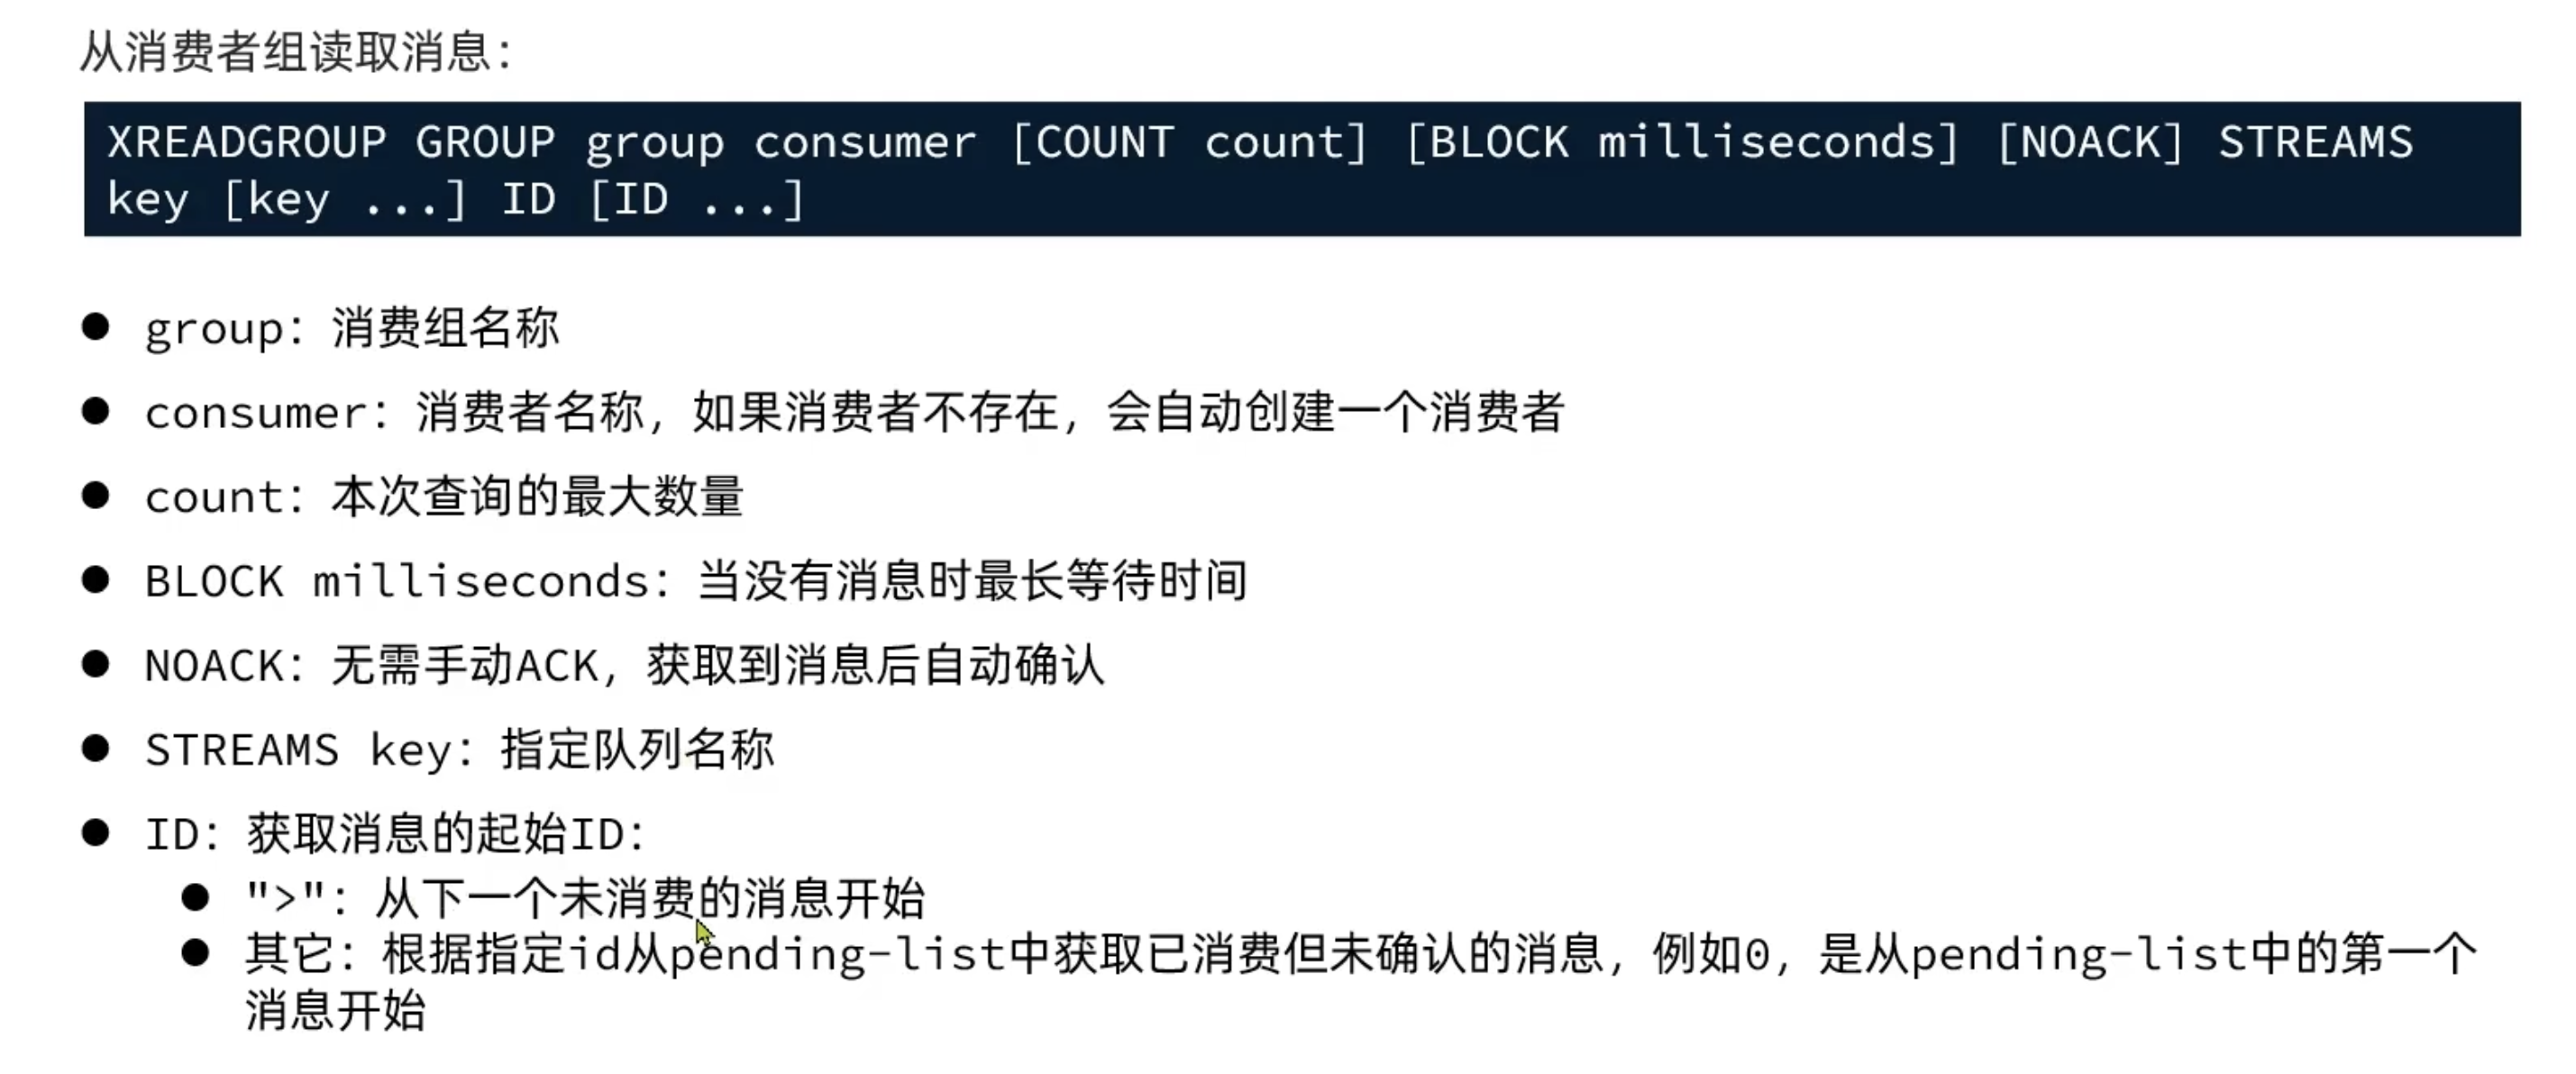 从消费者组读取消息：
XREADGROUP GROUP group consumer [COUNT count] [BLOCK milliseconds] [NOACK] STREAMS
key [key ...] ID [ID ...]
● group：消费组名称
● consumer：消费者名称，如果消费者不存在，会自动创建一个消费者
● count：本次查询的最大数量
● BLOCK milliseconds：当没有消息时最长等待时间
● NOACK：无需手动ACK，获取到消息后自动确认
● STREAMS key：指定队列名称
● ID：获取消息的起始ID：
● ">"：从下一个未消费的消息开始
● 其它：根据指定id从pending-list中获取已消费但未确认的消息，例如0，是从pending-list中的第一个
消息开始